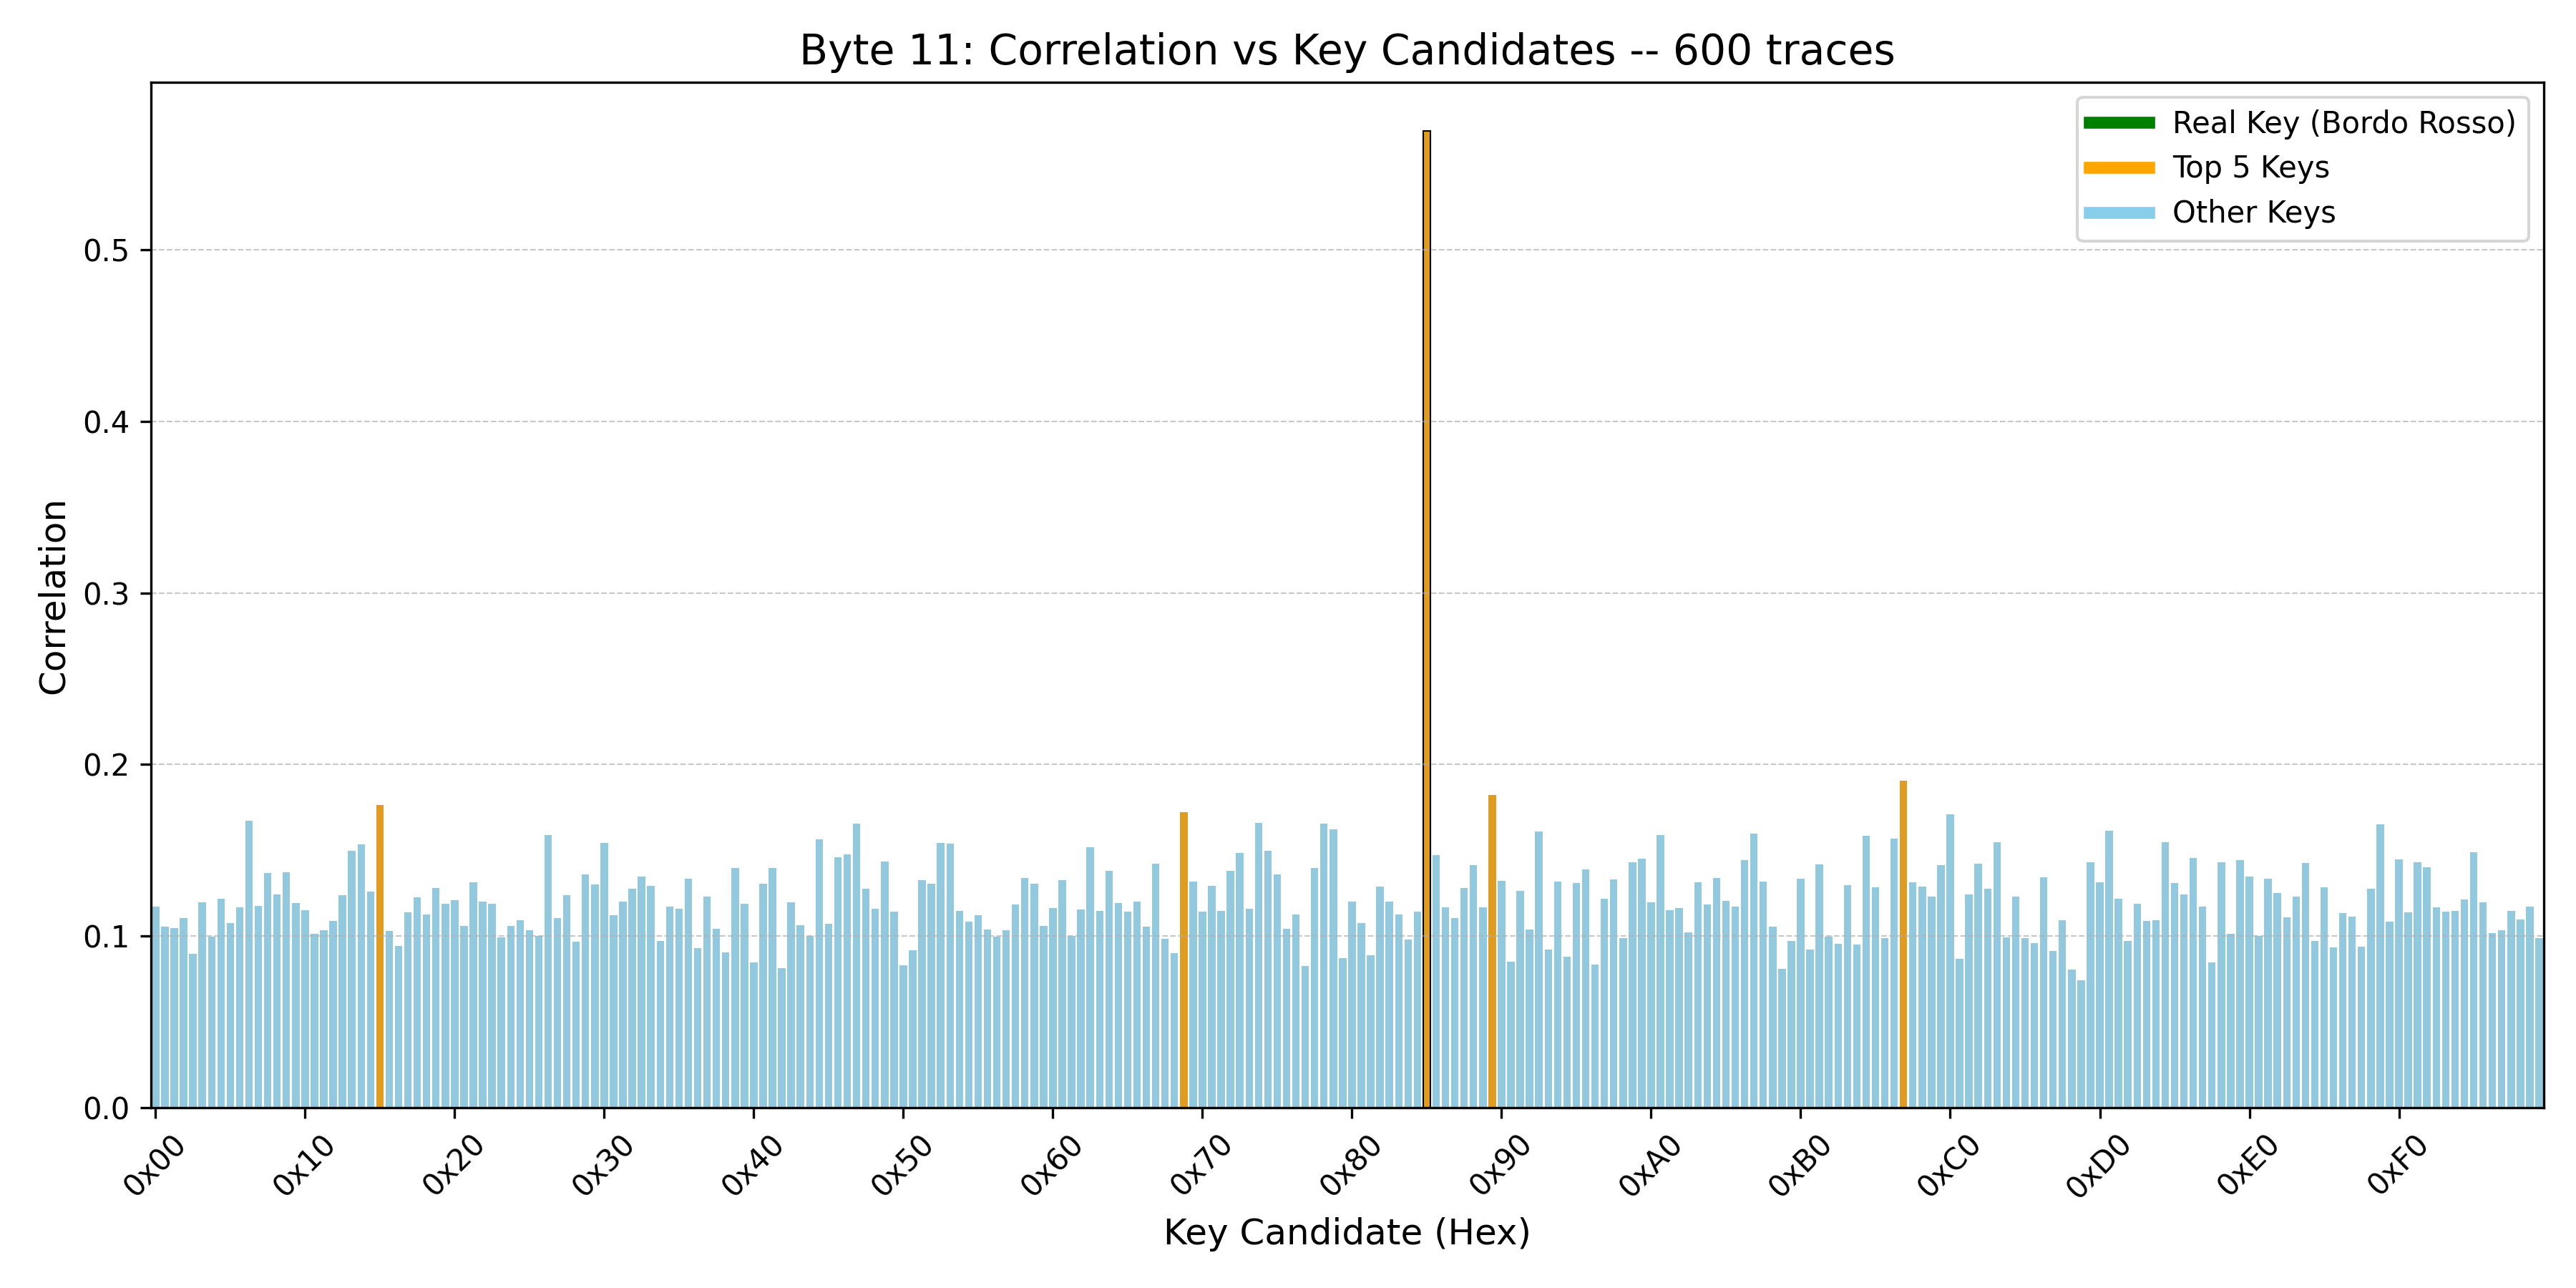 Byte 11: Correlation vs Key Candidates -- 600 traces
Real Key (Bordo Rosso)
Top 5 Keys
Other Keys
Correlation
0.5
0.4
0.3
0.2
0.1
0.0
0x00 0x10 0x20 0x30 0x40 0x50 0x60 0x70 0x80 0x90 0xA0 0xB0 0xC0 0xD0 0xE0 0xF0
Key Candidate (Hex)